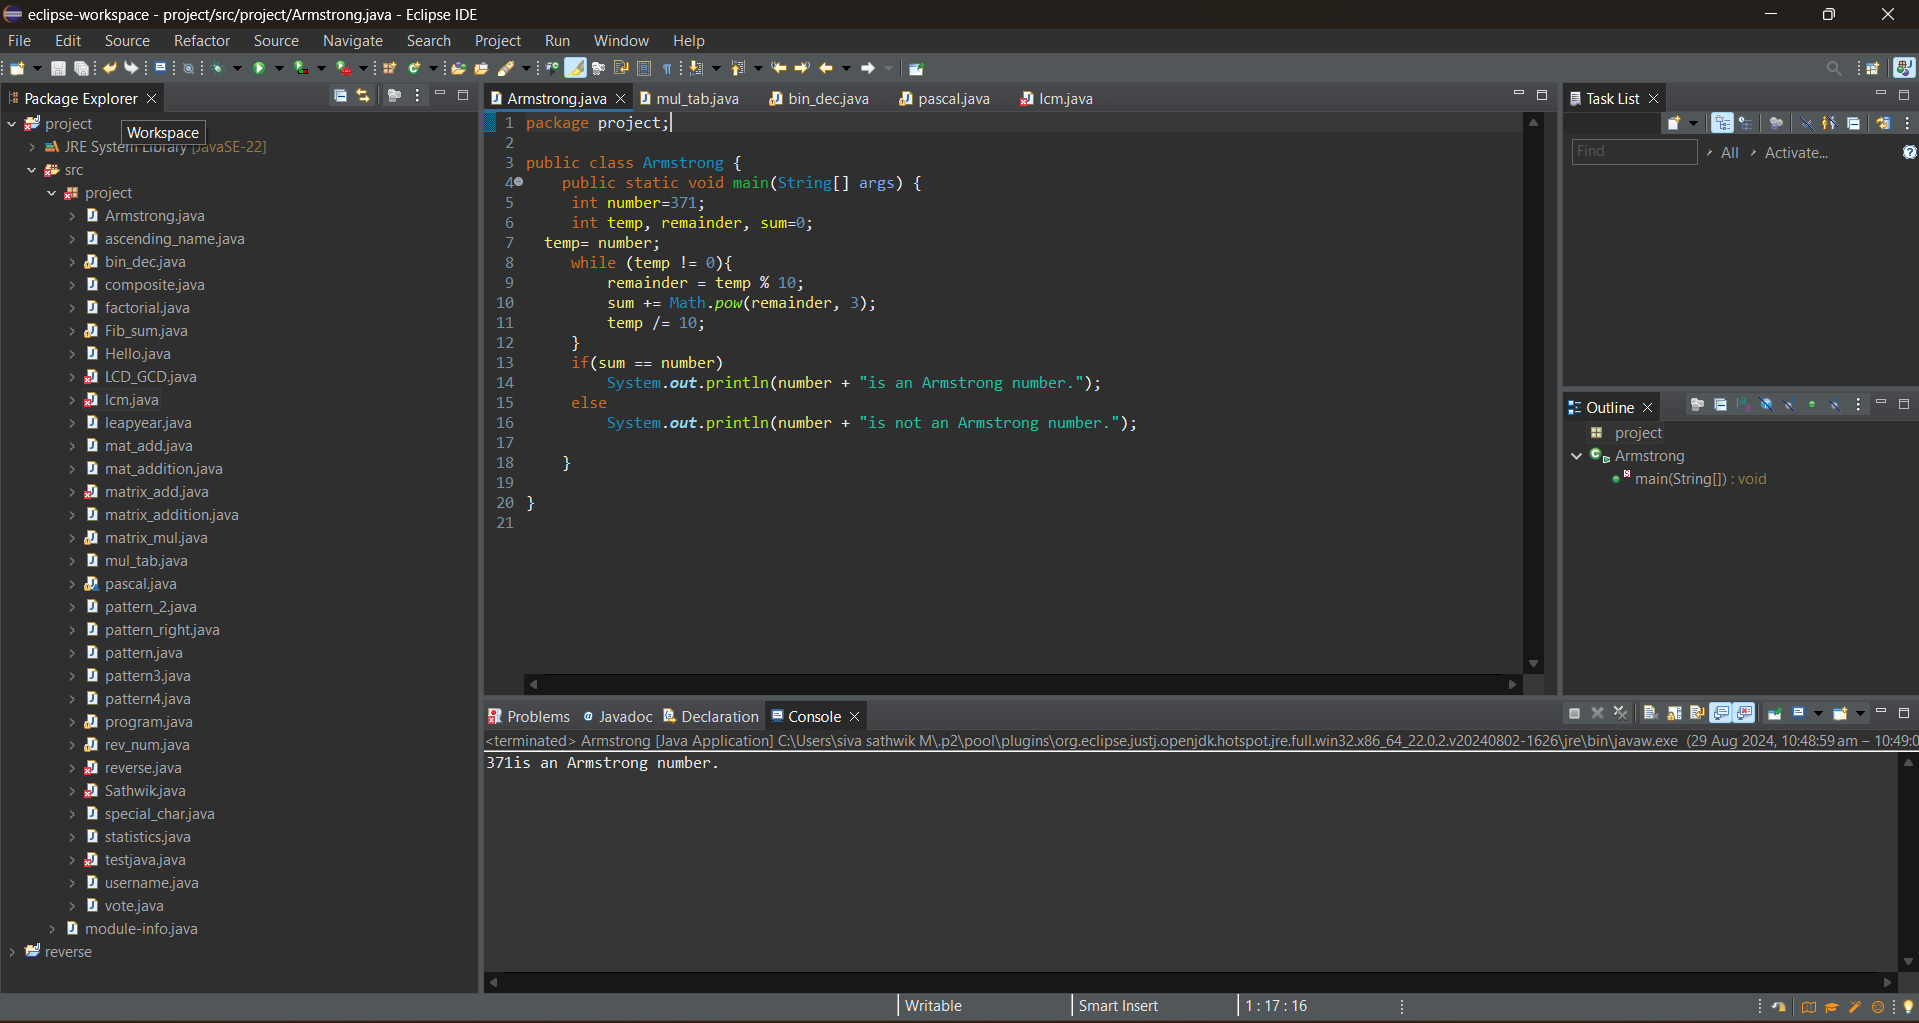 eclipse-workspace - project/src/project/Armstrong.java - Eclipse IDE
File Edit Source Refactor Source Navigate Search Project Run Window Help
Package Explorer
project
Workspace
JRE System Library [JavaSE-22]
src
project
Armstrong.java
ascending_name.java
bin_dec.java
composite.java
factorial.java
Fib_sum.java
Hello.java
LCD_GCD.java
lcm.java
leapyear.java
mat_add.java
mat_addition.java
matrix_add.java
matrix_addition.java
matrix_mul.java
mul_tab.java
pascal.java
pattern_2.java
pattern_right.java
pattern.java
pattern3.java
pattern4.java
program.java
rev_num.java
reverse.java
Sathwik.java
special_char.java
statistics.java
testjava.java
username.java
vote.java
module-info.java
reverse
Armstrong.java mul_tab.java bin_dec.java pascal.java lcm.java
1 package project;
2
3 public class Armstrong {
4 public static void main(String[] args) {
5 int number=371;
6 int temp, remainder, sum=0;
7 temp= number;
8 while (temp != 0){
9 remainder = temp % 10;
10 sum += Math.pow(remainder, 3);
11 temp /= 10;
12 }
13 if(sum == number)
14 System.out.println(number + "is an Armstrong number.");
15 else
16 System.out.println(number + "is not an Armstrong number.");
17
18 }
19
20 }
21
Task List
Find All Activate...
Outline
project
Armstrong
main(String[]) : void
Problems Javadoc Declaration Console
<terminated> Armstrong [Java Application] C:\Users\siva sathwik M\.p2\pool\plugins\org.eclipse.justj.openjdk.hotspot.jre.full.win32.x86_64_22.0.2.v20240802-1626\jre\bin\javaw.exe (29 Aug 2024, 10:48:59 am – 10:49:0
371is an Armstrong number.
Writable Smart Insert 1 : 17 : 16